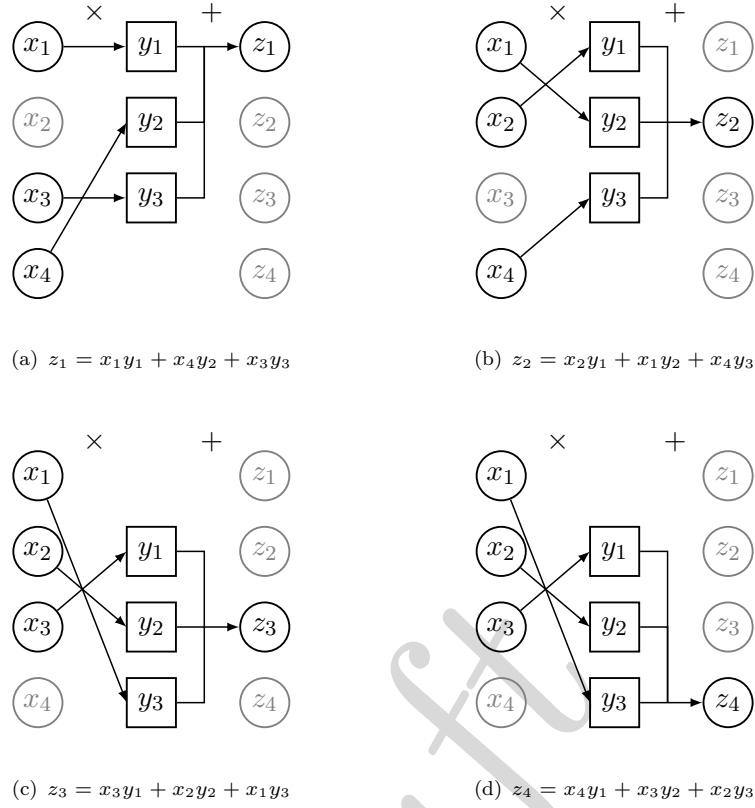 × + × +
x₁ y₁ z₁ x₁ y₁ z₁
x₂ y₂ z₂ x₂ y₂ z₂
x₃ y₃ z₃ x₃ y₃ z₃
x₄ z₄ x₄ z₄
(a) z₁ = x₁y₁ + x₄y₂ + x₃y₃ (b) z₂ = x₂y₁ + x₁y₂ + x₄y₃
× + × +
x₁ z₁ x₁ z₁
x₂ y₁ z₂ x₂ y₁ z₂
x₃ y₂ z₃ x₃ y₂ z₃
x₄ y₃ z₄ x₄ y₃ z₄
(c) z₃ = x₃y₁ + x₂y₂ + x₁y₃ (d) z₄ = x₄y₁ + x₃y₂ + x₂y₃